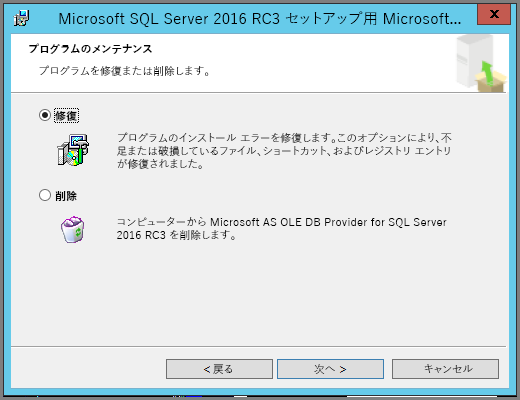 Microsoft SQL Server 2016 RC3 セットアップ用 Microsoft...
x
プログラムのメンテナンス
プログラムを修復または削除します。
修復
プログラムのインストール エラーを修復します。このオプションにより、不
足または破損しているファイル、ショートカット、およびレジストリ エントリ
が修復されました。
削除
コンピューターから Microsoft AS OLE DB Provider for SQL Server
2016 RC3 を削除します。
< 戻る
次へ >
キャンセル